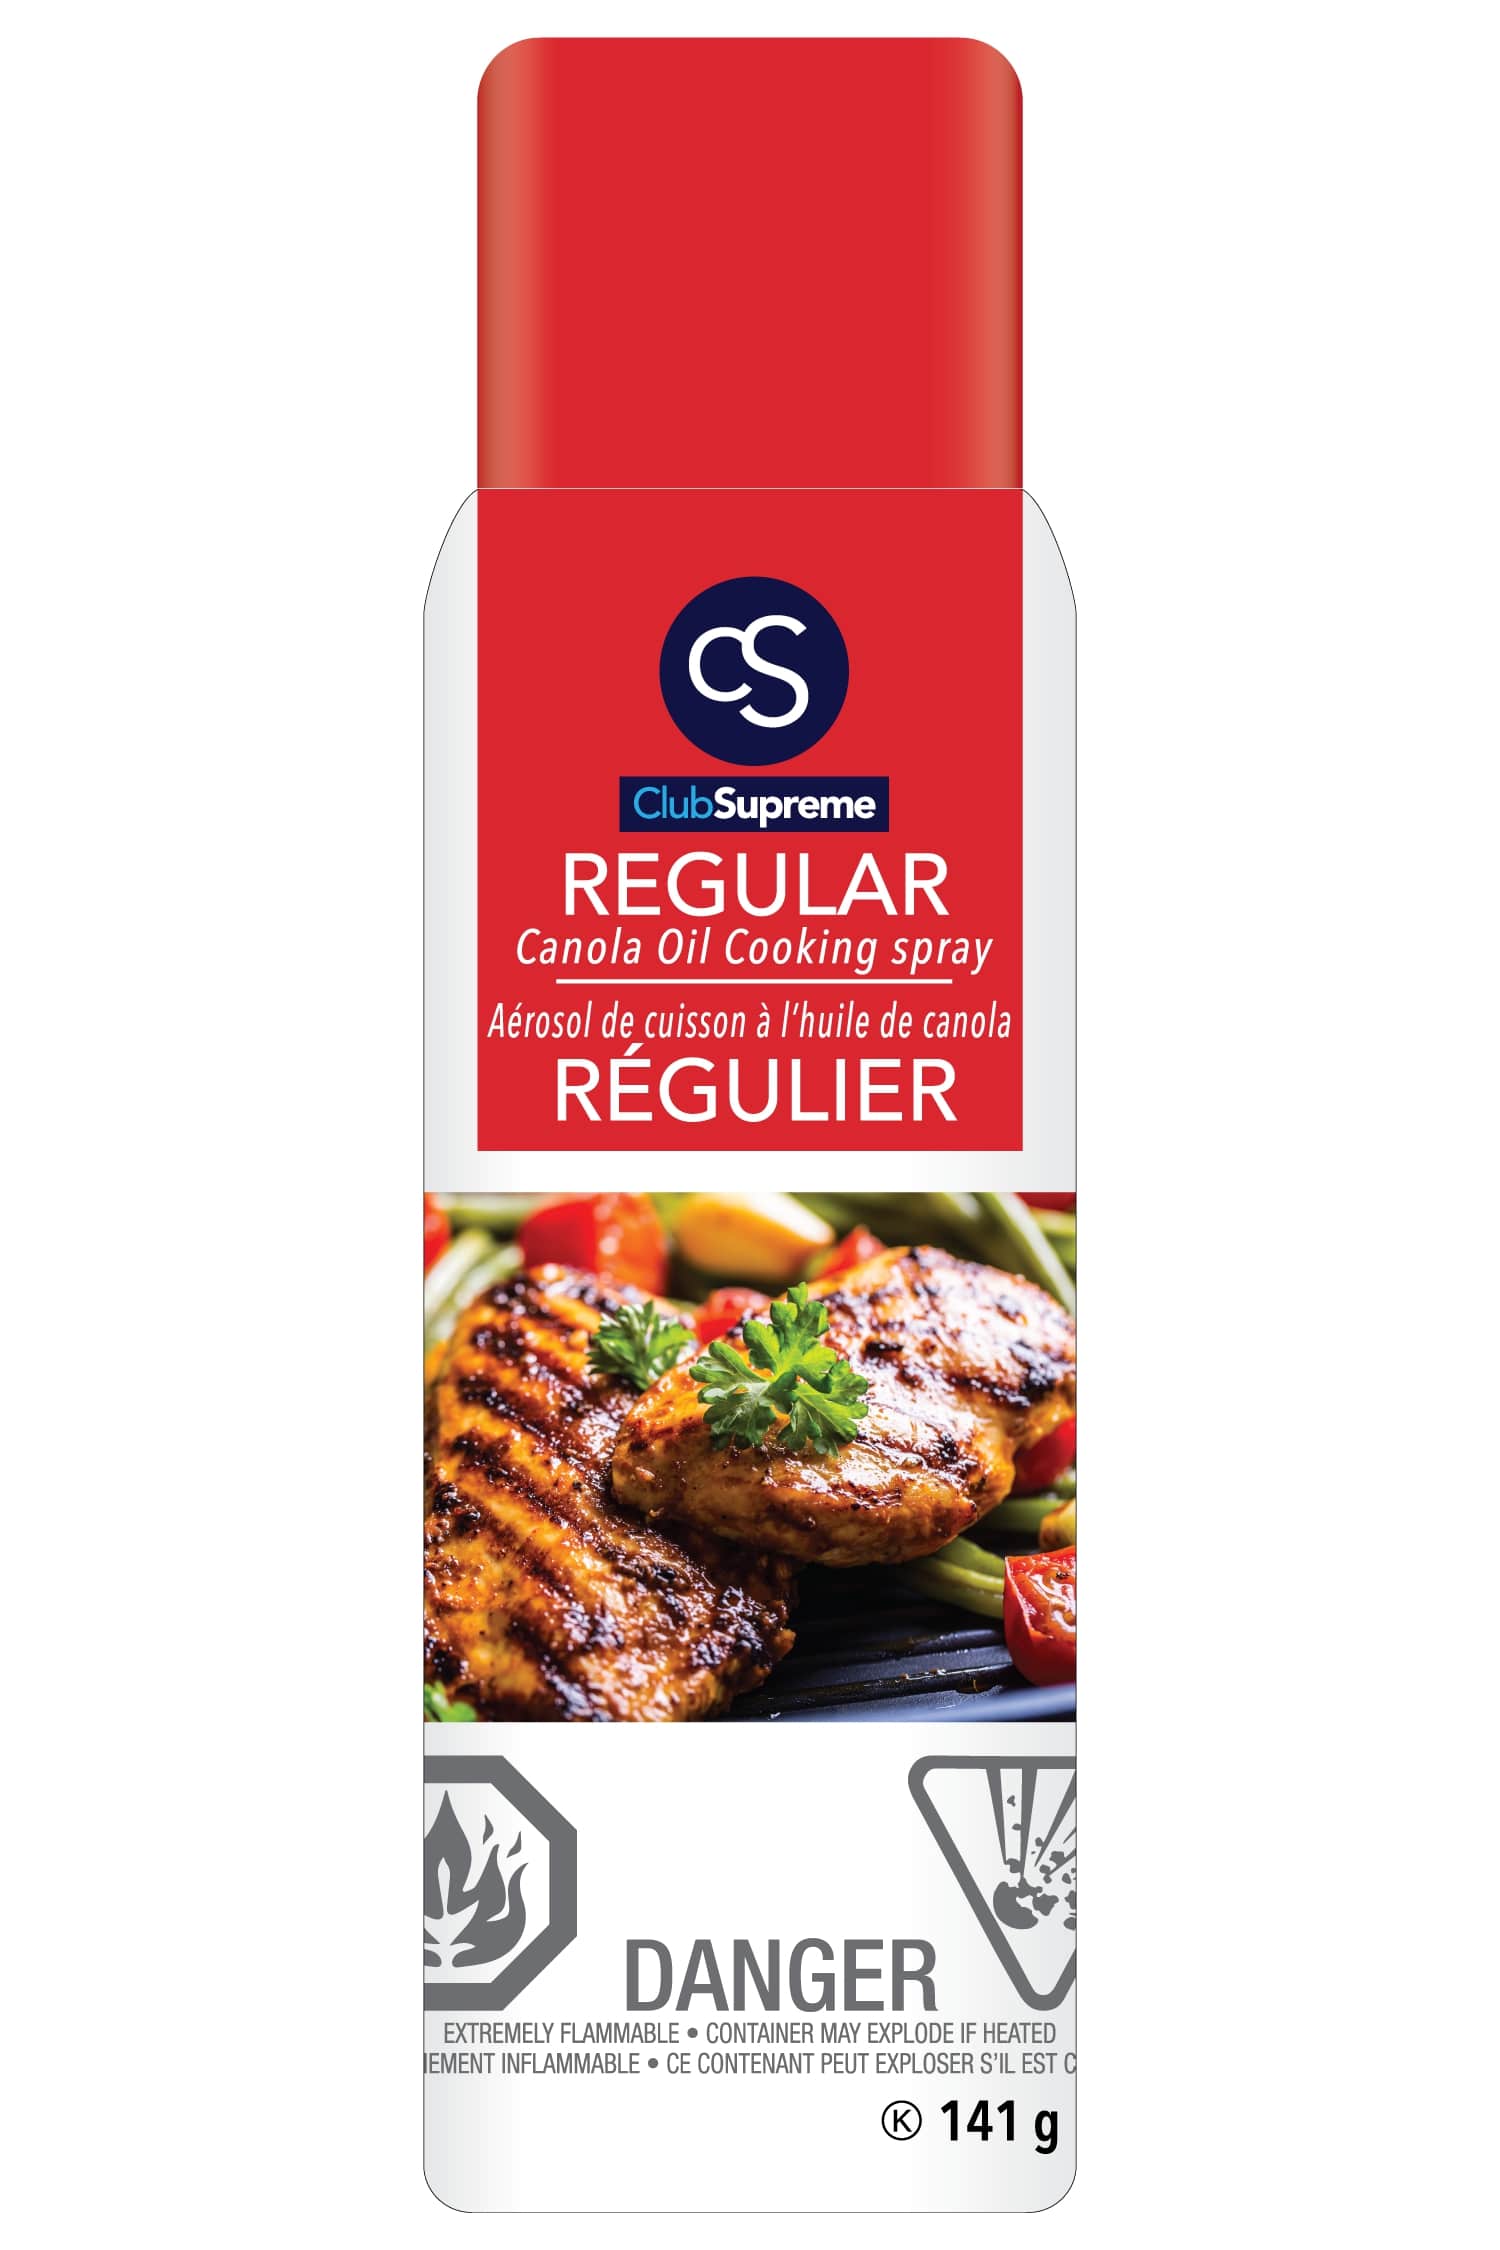 CS
ClubSupreme
REGULAR
Canola Oil Cooking spray
Aérosol de cuisson à l'huile de canola
RÉGULIER
DANGER
EXTREMELY FLAMMABLE • CONTAINER MAY EXPLODE IF HEATED
INFLAMMABLE • CE CONTENANT PEUT EXPLOSER S'IL EST
K 141 g